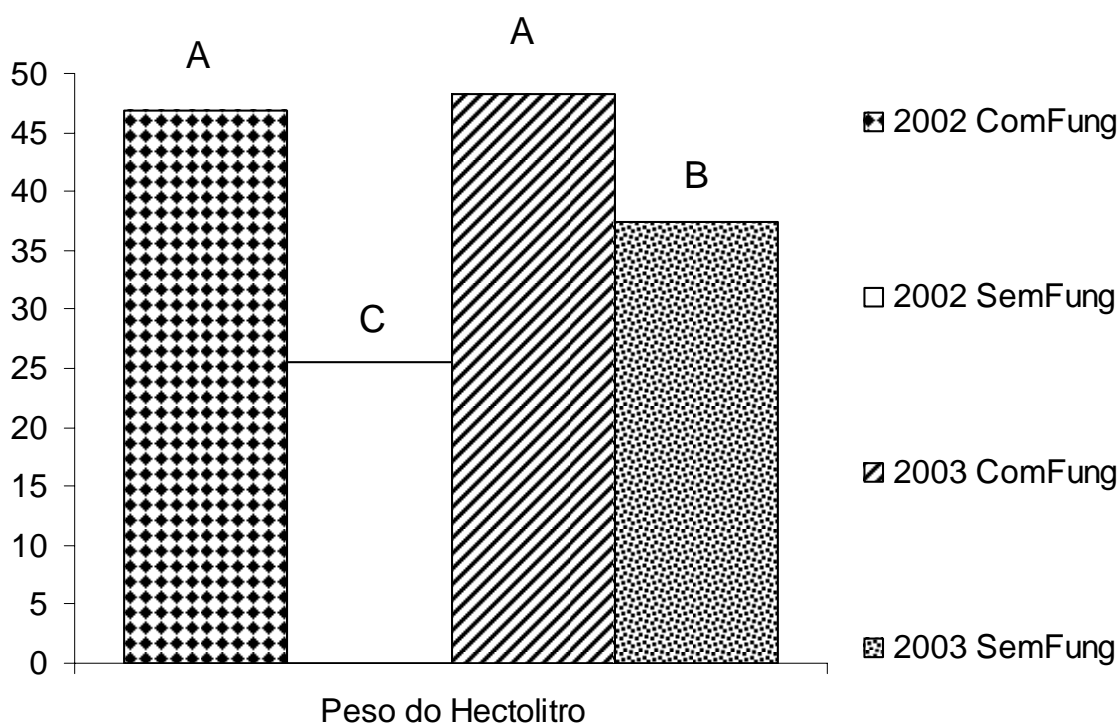 A
A
B
C
50
45
40
35
30
25
20
15
10
5
0
Peso do Hectolitro
2002 ComFung
2002 SemFung
2003 ComFung
2003 SemFung